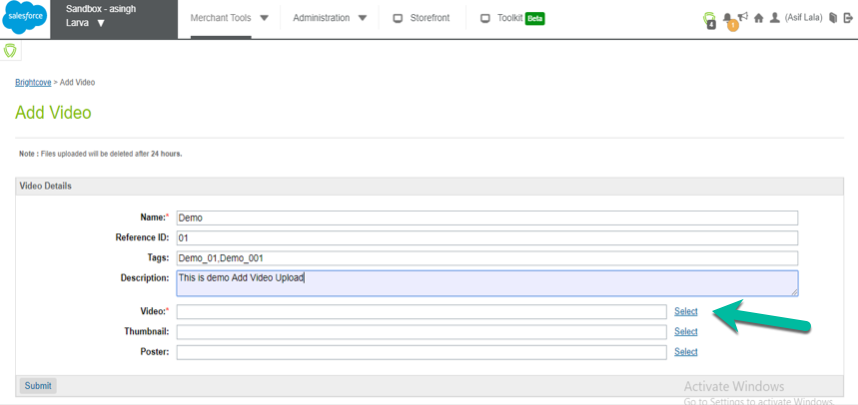 salesforce
Sandbox - asingh
Larva
Merchant Tools
Administration
Storefront
Toolkit Beta
4
1
(Asif Lala)
Brightcove > Add Video
Add Video
Note : Files uploaded will be deleted after 24 hours.
Video Details
Name:* Demo
Reference ID: 01
Tags: Demo_01,Demo_001
Description: This is demo Add Video Upload
Video:* Select
Thumbnail: Select
Poster: Select
Submit
Activate Windows
Go to Settings to activate Windows.